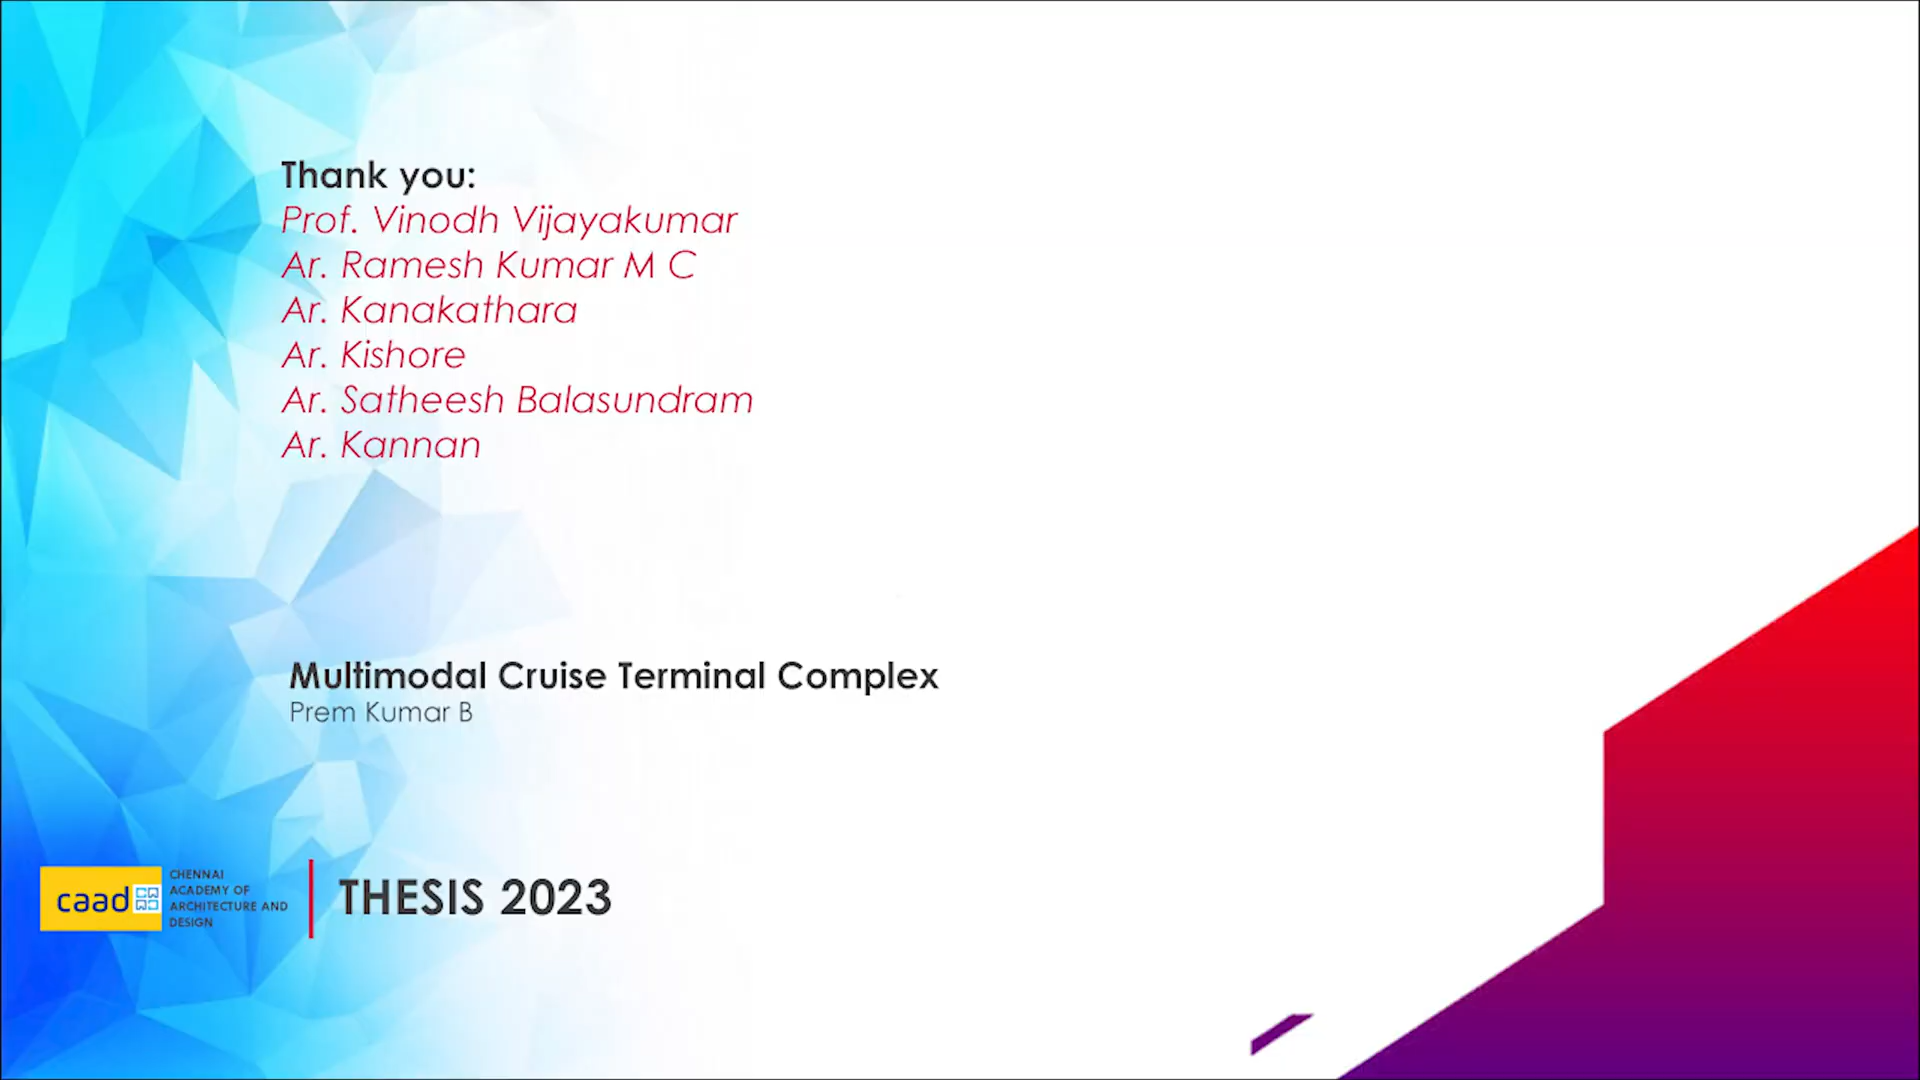 Thank you:
Prof. Vinodh Vijayakumar
Ar. Ramesh Kumar M C
Ar. Kanakathara
Ar. Kishore
Ar. Satheesh Balasundram
Ar. Kannan
Multimodal Cruise Terminal Complex
Prem Kumar B
caad
CHENNAI
ACADEMY OF
ARCHITECTURE AND
DESIGN
THESIS 2023